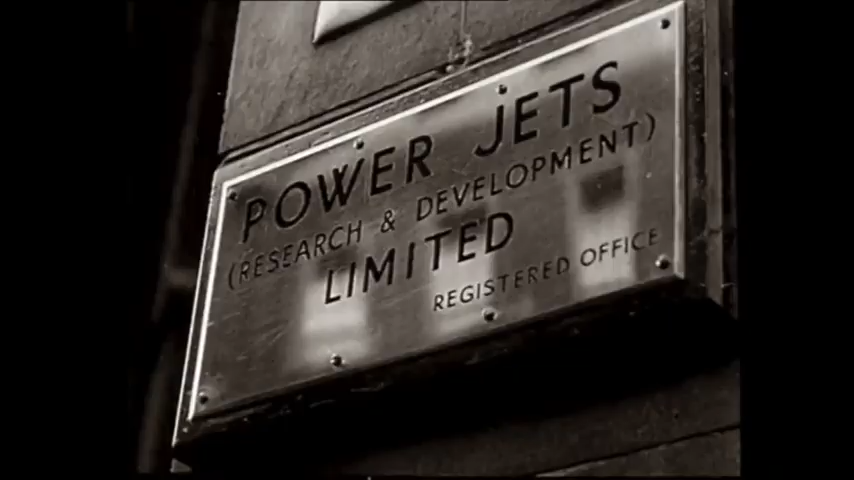 POWER JETS
(RESEARCH & DEVELOPMENT)
LIMITED
REGISTERED OFFICE